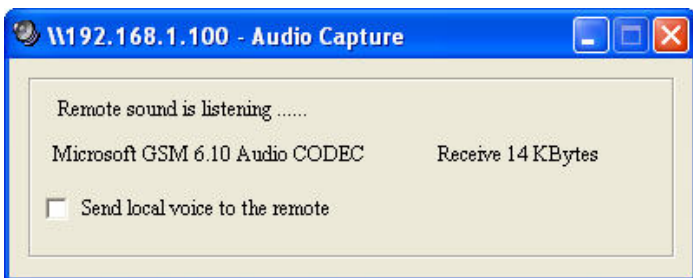 \\192.168.1.100 - Audio Capture
Remote sound is listening ......
Microsoft GSM 6.10 Audio CODEC Receive 14 KBytes
Send local voice to the remote